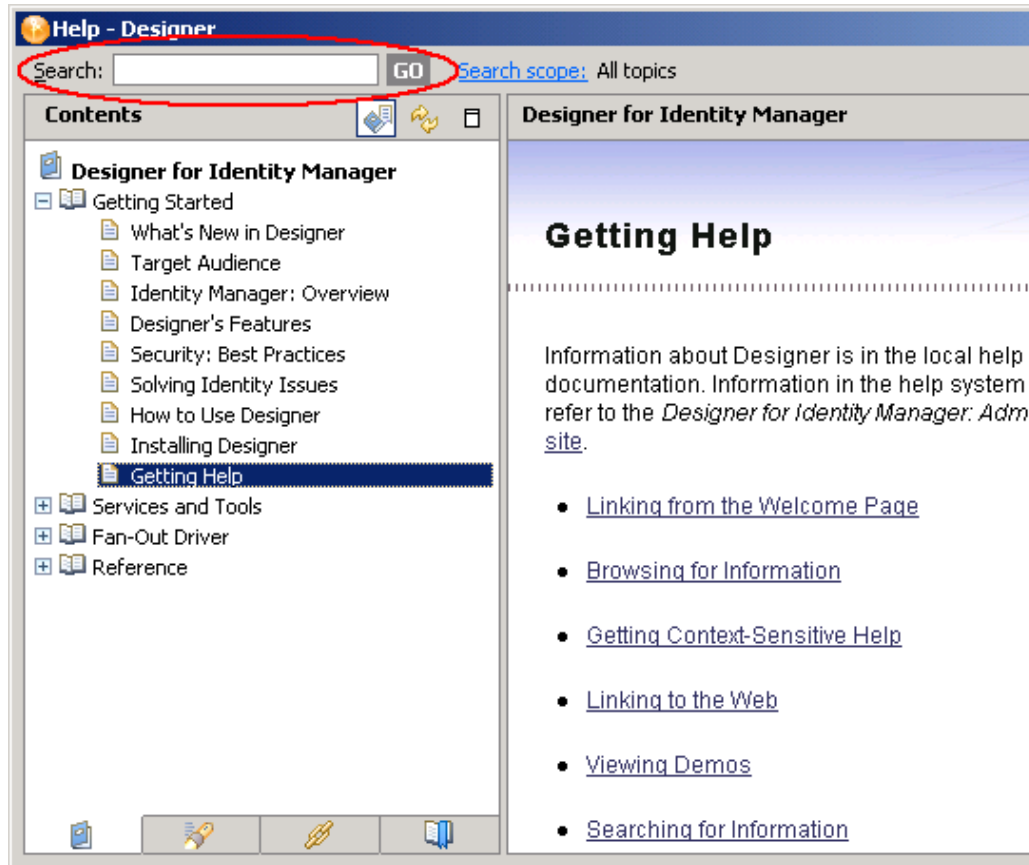 Help - Designer
Search: GO Search scope: All topics
Contents
Designer for Identity Manager
Getting Started
What's New in Designer
Target Audience
Identity Manager: Overview
Designer's Features
Security: Best Practices
Solving Identity Issues
How to Use Designer
Installing Designer
Getting Help
Services and Tools
Fan-Out Driver
Reference
Designer for Identity Manager
Getting Help
Information about Designer is in the local help
documentation. Information in the help system
refer to the Designer for Identity Manager: Adm
site.
Linking from the Welcome Page
Browsing for Information
Getting Context-Sensitive Help
Linking to the Web
Viewing Demos
Searching for Information